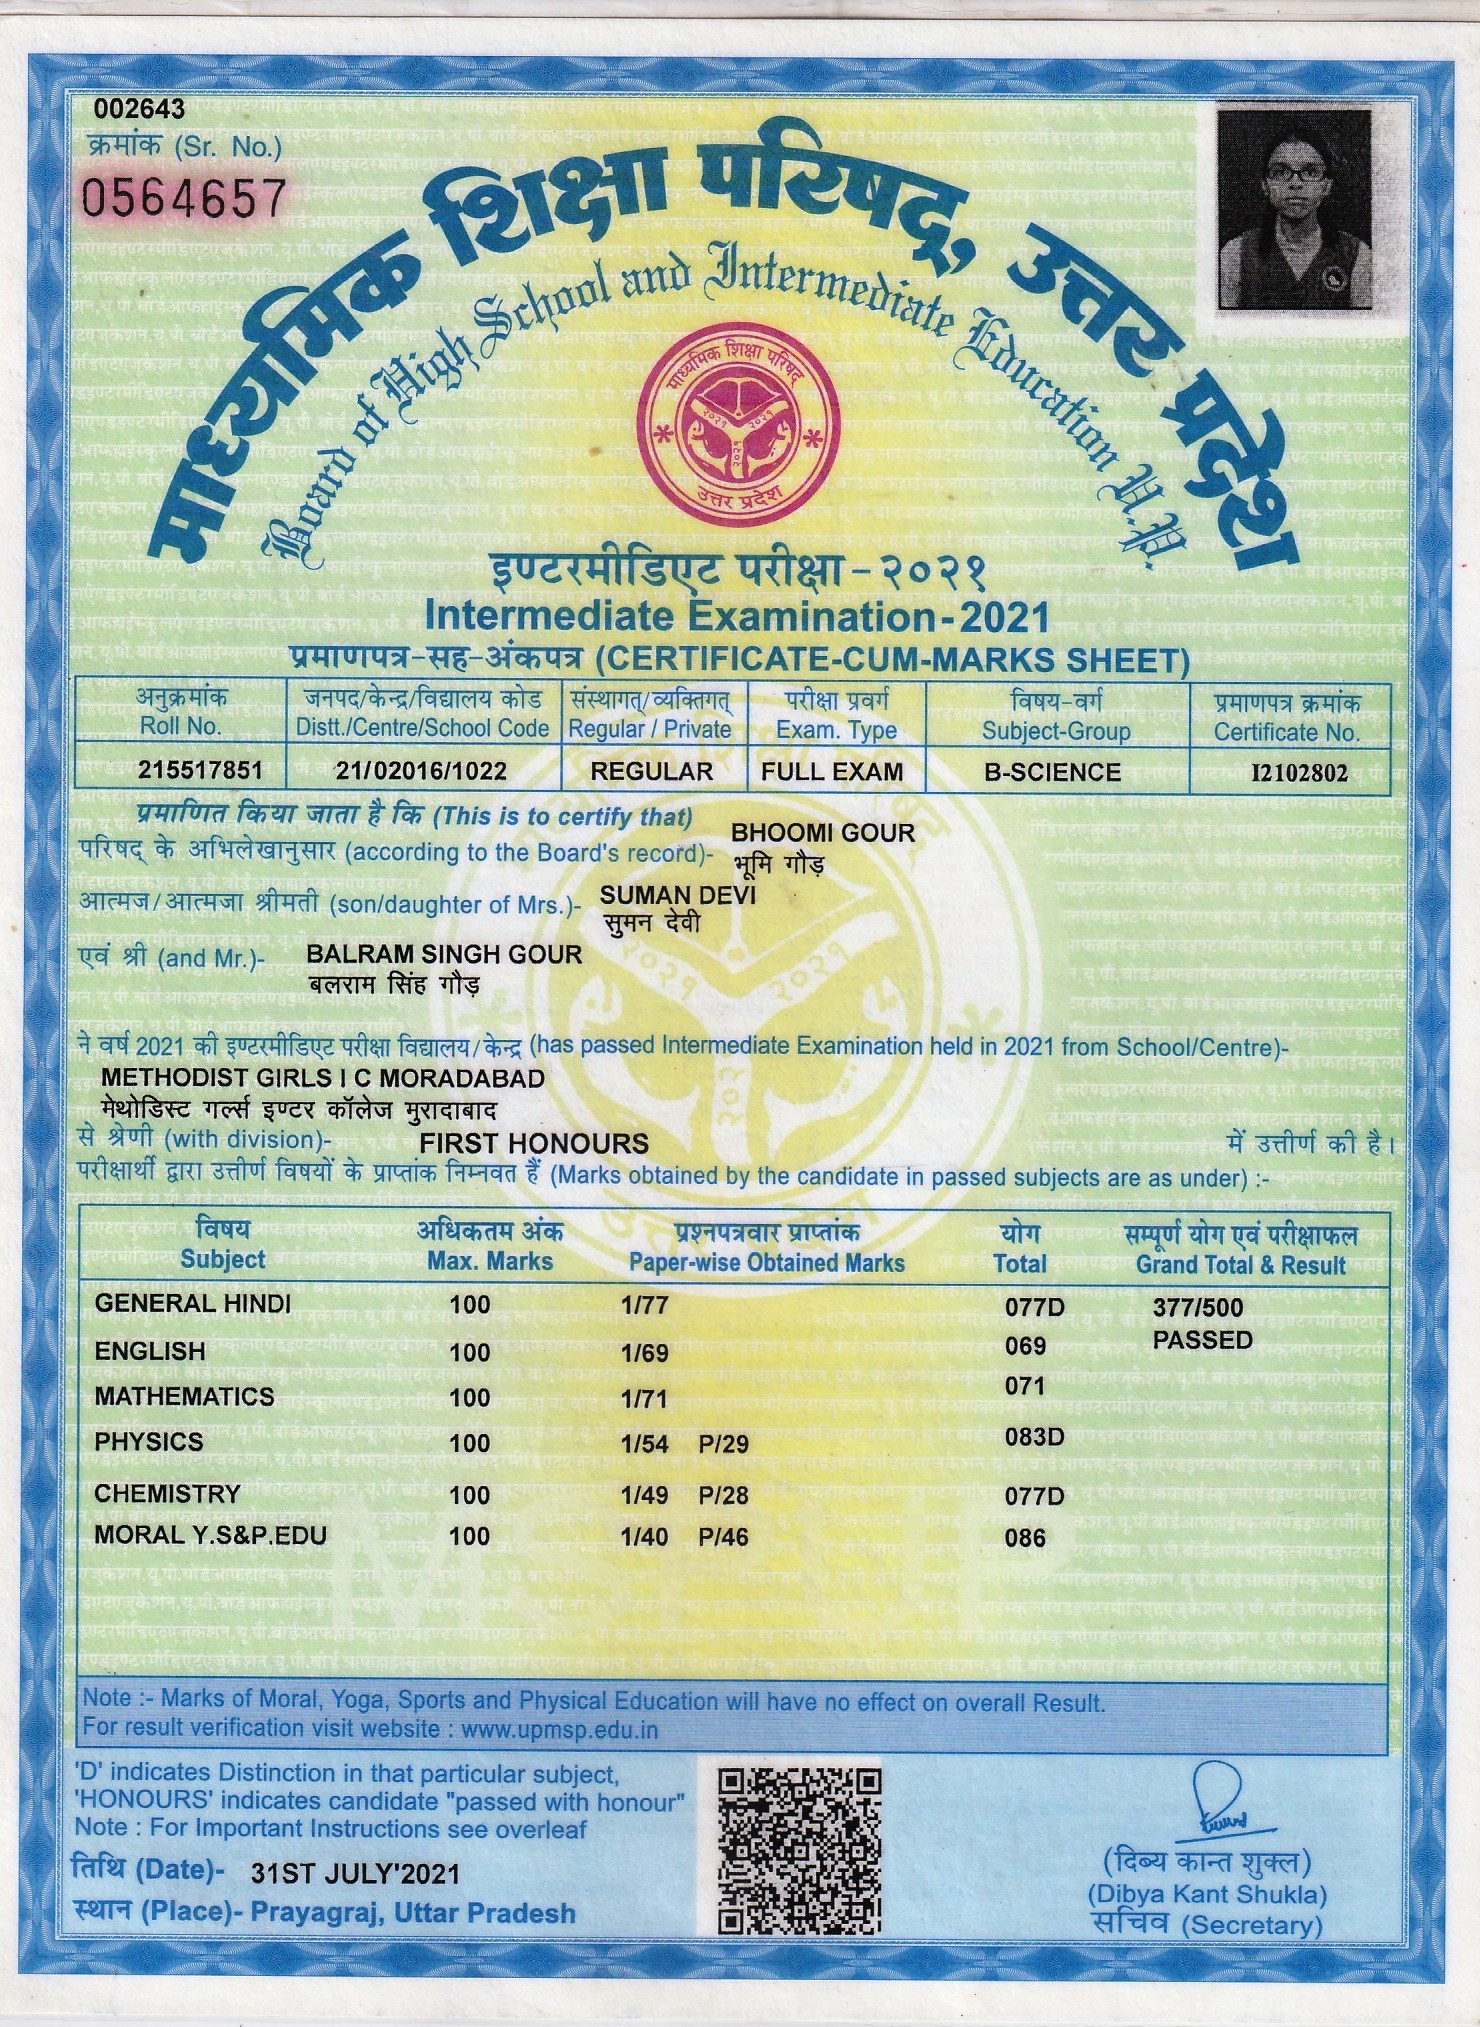 002643
क्रमांक (Sr. No.)
0564657
माध्यमिक शिक्षा परिषद्, उत्तर प्रदेश
Board of High School and Intermediate Education U.P.
माध्यमिक शिक्षा परिषद
२०२१ २०२१
२०२१
उत्तर प्रदेश
इण्टरमीडिएट परीक्षा-२०२१
Intermediate Examination-2021
प्रमाणपत्र-सह-अंकपत्र (CERTIFICATE-CUM-MARKS SHEET)
अनुक्रमांक जनपद/केन्द्र/विद्यालय कोड संस्थागत/व्यक्तिगत् परीक्षा प्रवर्ग विषय-वर्ग प्रमाणपत्र क्रमांक
Roll No. Distt./Centre/School Code Regular / Private Exam. Type Subject-Group Certificate No.
215517851 21/02016/1022 REGULAR FULL EXAM B-SCIENCE I2102802
प्रमाणित किया जाता है कि (This is to certify that)
परिषद् के अभिलेखानुसार (according to the Board's record)- BHOOMI GOUR
भूमि गौड़
आत्मज/आत्मजा श्रीमती (son/daughter of Mrs.)- SUMAN DEVI
सुमन देवी
एवं श्री (and Mr.)- BALRAM SINGH GOUR
बलराम सिंह गौड़
ने वर्ष 2021 की इण्टरमीडिएट परीक्षा विद्यालय/केन्द्र (has passed Intermediate Examination held in 2021 from School/Centre)-
METHODIST GIRLS I C MORADABAD
मेथोडिस्ट गर्ल्स इण्टर कॉलेज मुरादाबाद
से श्रेणी (with division)- FIRST HONOURS में उत्तीर्ण की है।
परीक्षार्थी द्वारा उत्तीर्ण विषयों के प्राप्तांक निम्नवत हैं (Marks obtained by the candidate in passed subjects are as under) :-
विषय अधिकतम अंक प्रश्नपत्रवार प्राप्तांक योग सम्पूर्ण योग एवं परीक्षाफल
Subject Max. Marks Paper-wise Obtained Marks Total Grand Total & Result
GENERAL HINDI 100 1/77 077D 377/500
PASSED
ENGLISH 100 1/69 069
MATHEMATICS 100 1/71 071
PHYSICS 100 1/54 P/29 083D
CHEMISTRY 100 1/49 P/28 077D
MORAL Y.S&P.EDU 100 1/40 P/46 086
Note :- Marks of Moral, Yoga, Sports and Physical Education will have no effect on overall Result.
For result verification visit website : www.upmsp.edu.in
'D' indicates Distinction in that particular subject,
'HONOURS' indicates candidate "passed with honour"
Note : For Important Instructions see overleaf
तिथि (Date)- 31ST JULY'2021
स्थान (Place)- Prayagraj, Uttar Pradesh
(दिब्य कान्त शुक्ल)
(Dibya Kant Shukla)
सचिव (Secretary)